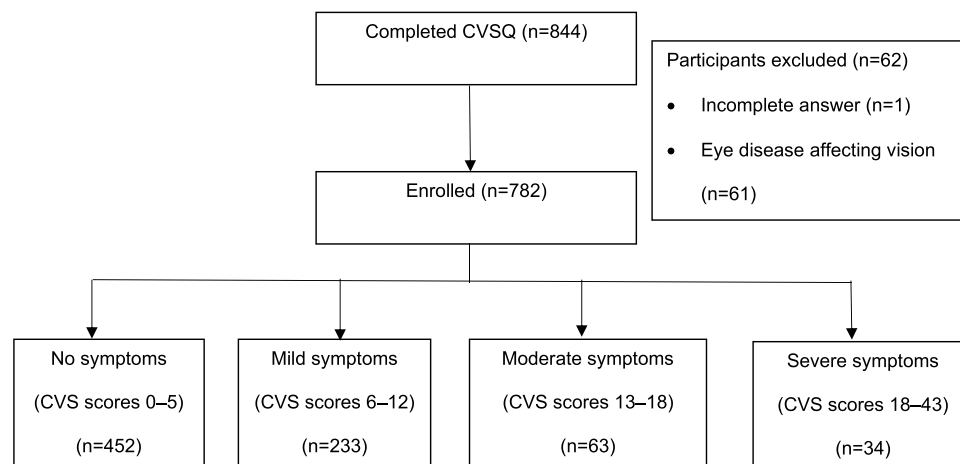 Completed CVSQ (n=844)
Participants excluded (n=62)
• Incomplete answer (n=1)
• Eye disease affecting vision
(n=61)
Enrolled (n=782)
No symptoms
(CVS scores 0–5)
(n=452)
Mild symptoms
(CVS scores 6–12)
(n=233)
Moderate symptoms
(CVS scores 13–18)
(n=63)
Severe symptoms
(CVS scores 18–43)
(n=34)